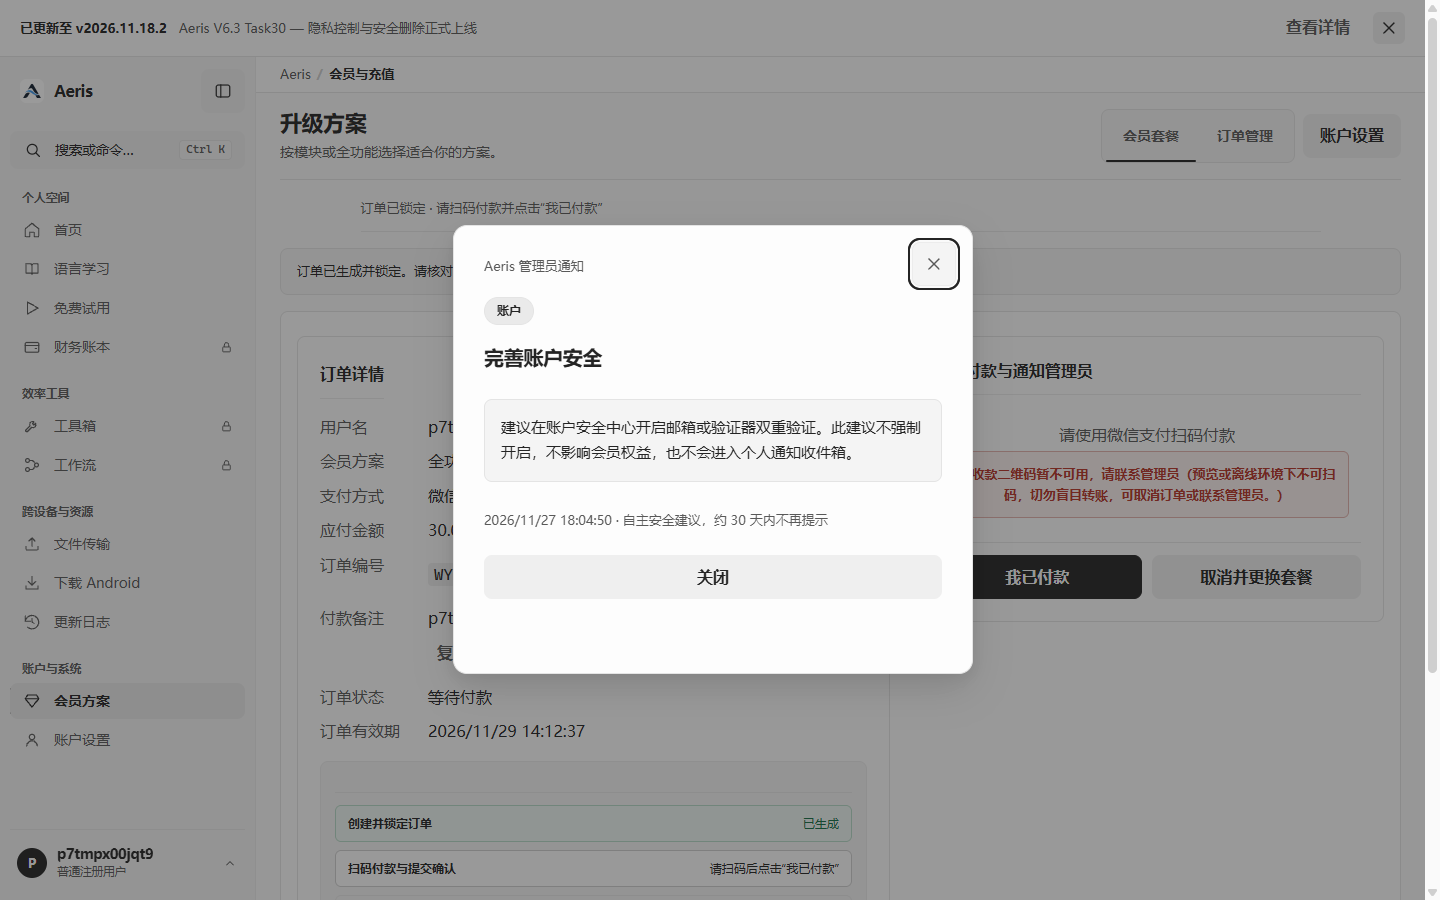 已更新至 v2026.11.18.2 Aeris V6.3 Task30 — 隐私控制与安全删除正式上线
查看详情
Aeris
搜索或命令...
Ctrl K
个人空间
首页
语言学习
免费试用
财务账本
效率工具
工具箱
工作流
跨设备与资源
文件传输
下载 Android
更新日志
账户与系统
会员方案
账户设置
P
p7tmpx00jqt9
普通注册用户
Aeris / 会员与充值
升级方案
按模块或全功能选择适合你的方案。
会员套餐
订单管理
账户设置
订单已锁定 · 请扫码付款并点击“我已付款”
订单已生成并锁定。请核对
订单详情
用户名
p7t
会员方案
全功
支付方式
微信
应付金额
30.0
订单编号
WY
付款备注
p7t
复
订单状态
等待付款
订单有效期
2026/11/29 14:12:37
创建并锁定订单
已生成
扫码付款与提交确认
请扫码后点击“我已付款”
付款与通知管理员
请使用微信支付扫码付款
收款二维码暂不可用，请联系管理员（预览或离线环境下不可扫
码，切勿盲目转账，可取消订单或联系管理员。）
我已付款
取消并更换套餐
Aeris 管理员通知
账户
完善账户安全
建议在账户安全中心开启邮箱或验证器双重验证。此建议不强制
开启，不影响会员权益，也不会进入个人通知收件箱。
2026/11/27 18:04:50 · 自主安全建议，约 30 天内不再提示
关闭